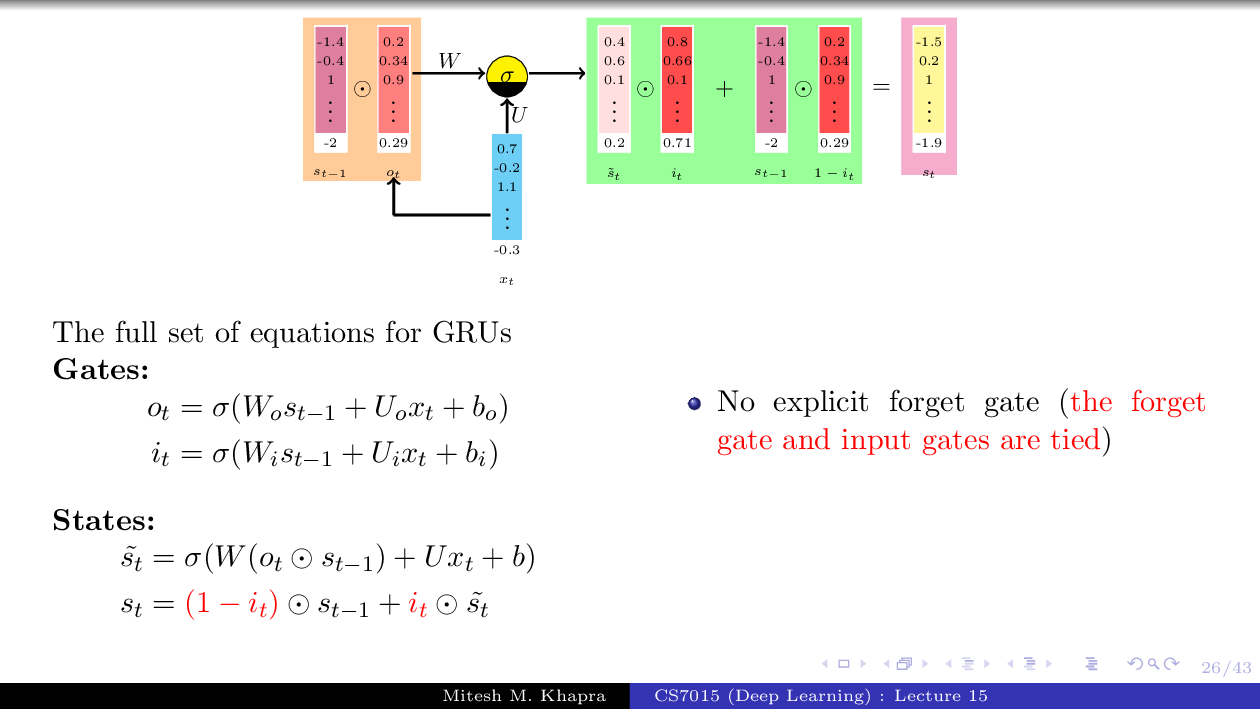 -1.4 0.2 0.4 0.8 -1.4 0.2 -1.5
-0.4 0.34 W 0.6 0.66 -0.4 0.34 0.2
1 ⊙ 0.9 σ 0.1 ⊙ 0.1 + 1 ⊙ 0.9 = 1
⋮ ⋮ U ⋮ ⋮ ⋮ ⋮ ⋮
-2 0.29 0.2 0.71 -2 0.29 -1.9
s_{t−1} o_t s̃_t i_t s_{t−1} 1 − i_t s_t
0.7
-0.2
1.1
⋮
-0.3
x_t
The full set of equations for GRUs
Gates:
o_t = σ(W_o s_{t−1} + U_o x_t + b_o)
i_t = σ(W_i s_{t−1} + U_i x_t + b_i)
States:
s̃_t = σ(W(o_t ⊙ s_{t−1}) + U x_t + b)
s_t = (1 − i_t) ⊙ s_{t−1} + i_t ⊙ s̃_t
No explicit forget gate (the forget
gate and input gates are tied)
26/43
Mitesh M. Khapra CS7015 (Deep Learning) : Lecture 15